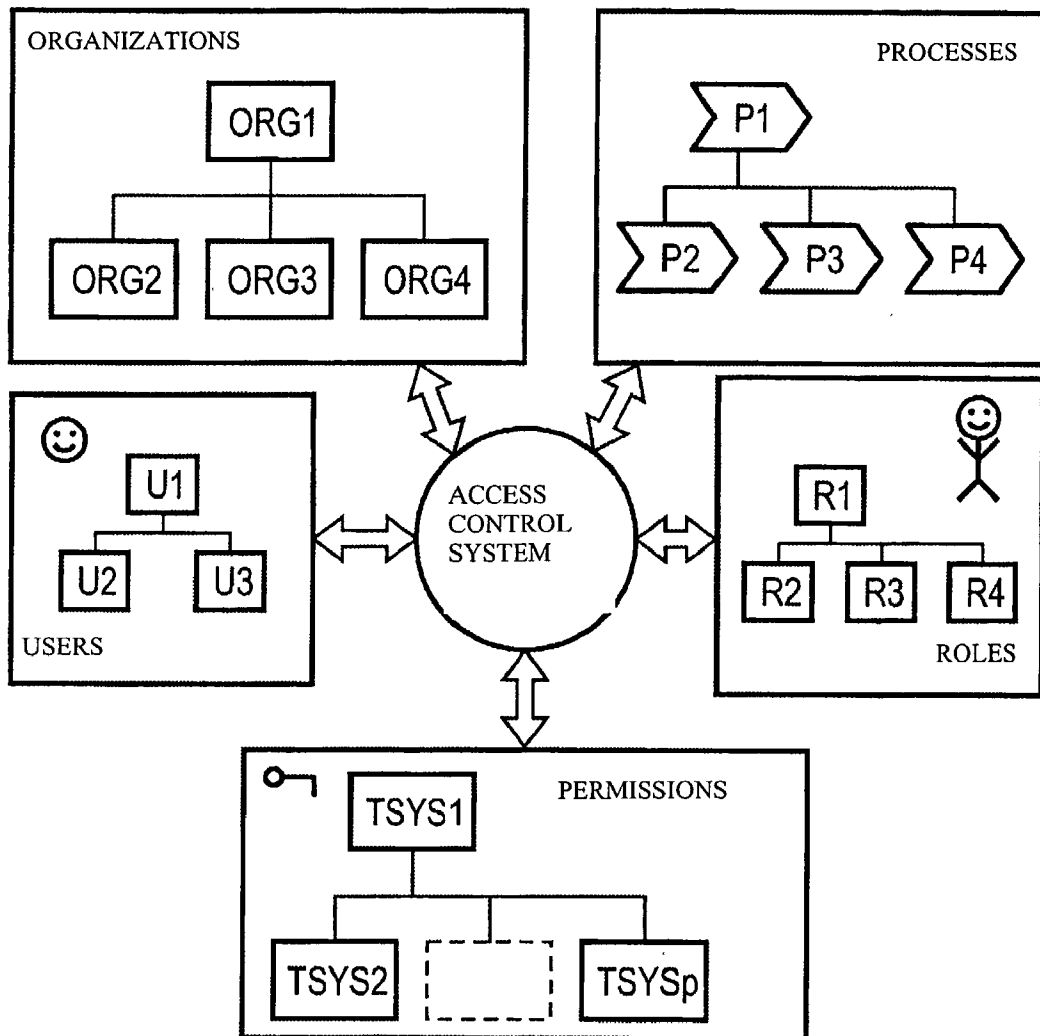 ORGANIZATIONS
ORG1
ORG2 ORG3 ORG4
PROCESSES
P1
P2 P3 P4
U1
U2 U3
USERS
ACCESS
CONTROL
SYSTEM
R1
R2 R3 R4
ROLES
PERMISSIONS
TSYS1
TSYS2 TSYSp